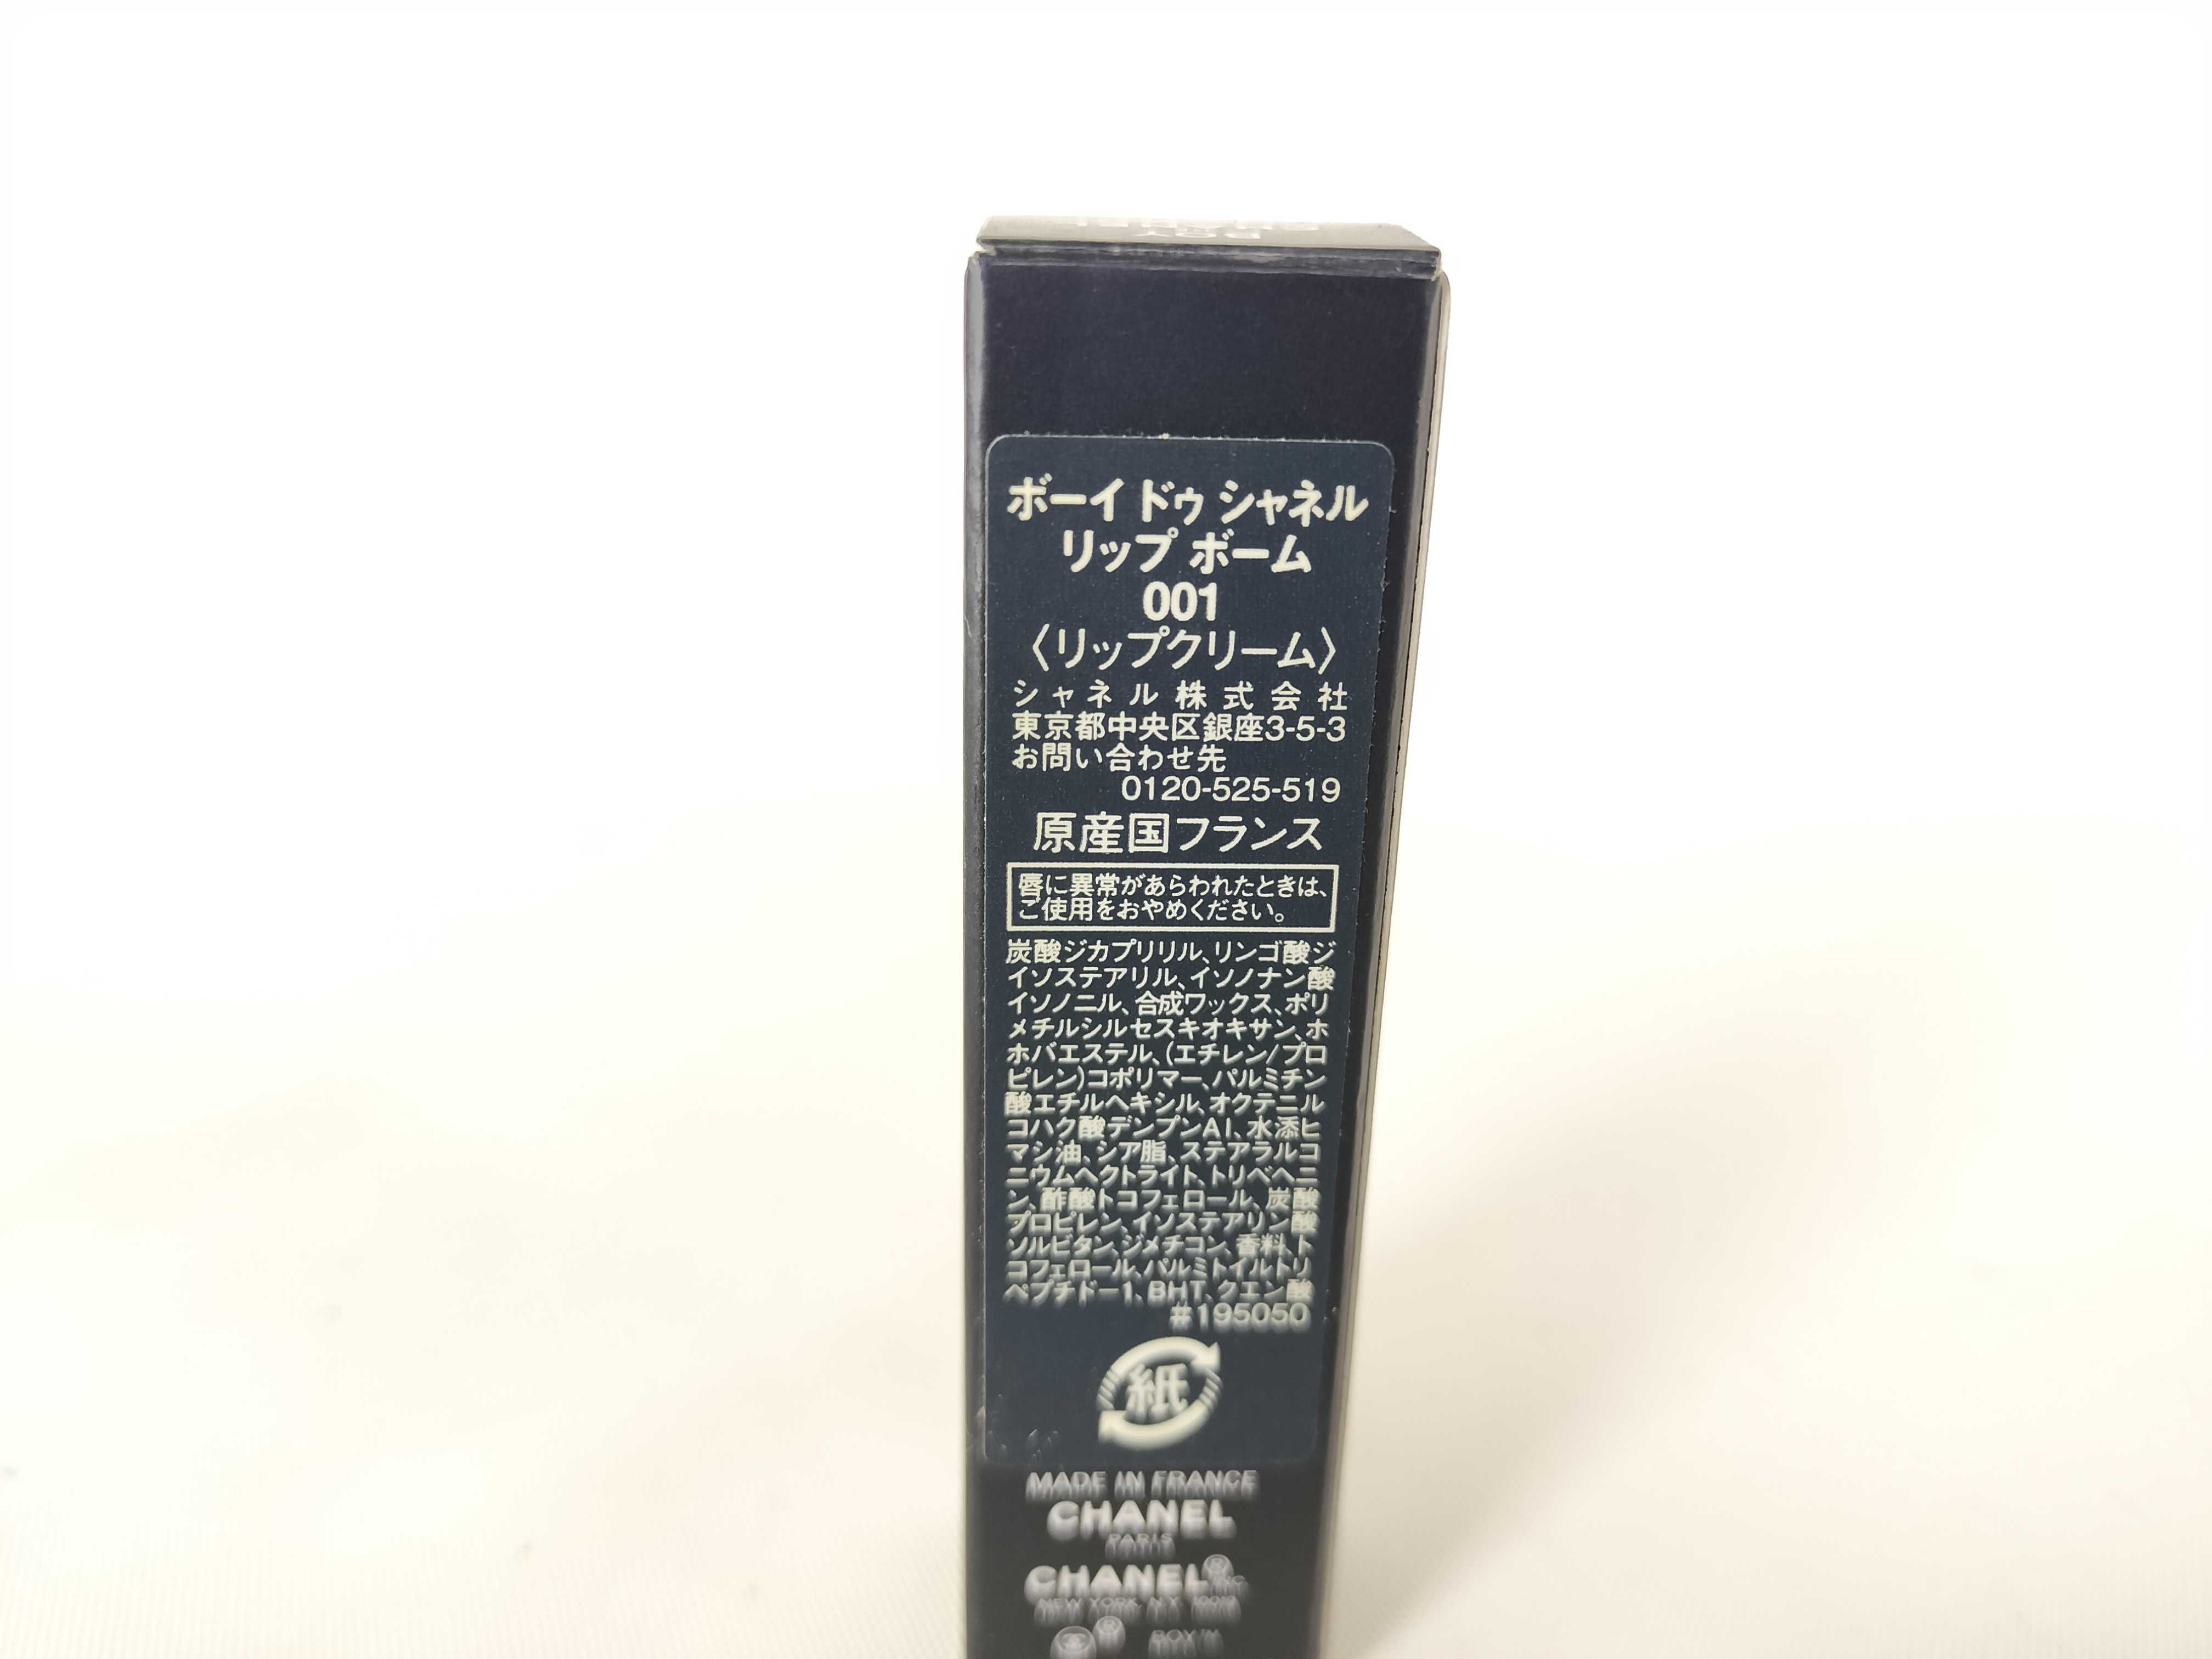 ボーイ ドゥ シャネル
リップ ボーム
001
〈リップクリーム〉
シャネル株式会社
東京都中央区銀座3-5-3
お問い合わせ先
0120-525-519
原産国フランス
唇に異常があらわれたときは、
ご使用をおやめください。
炭酸ジカプリリル、リンゴ酸ジ
イソステアリル、イソノナン酸
イソノニル、合成ワックス、ポリ
メチルシルセスキオキサン、ホ
ホバエステル、(エチレン/プロ
ピレン)コポリマー、パルミチン
酸エチルヘキシル、オクテニル
コハク酸デンプンAl、水添ヒ
マシ油、シア脂、ステアラルコ
ニウムヘクトライト、トリベヘニ
ン、酢酸トコフェロール、炭酸
プロピレン、イソステアリン酸
ソルビタン、ジメチコン、香料、ト
コフェロール、パルミトイルトリ
ペプチドー1、BHT、クエン酸
#195050
紙
MADE IN FRANCE
CHANEL
PARIS
CHANEL®
NEW YORK, N.Y. 10019
® BOY™